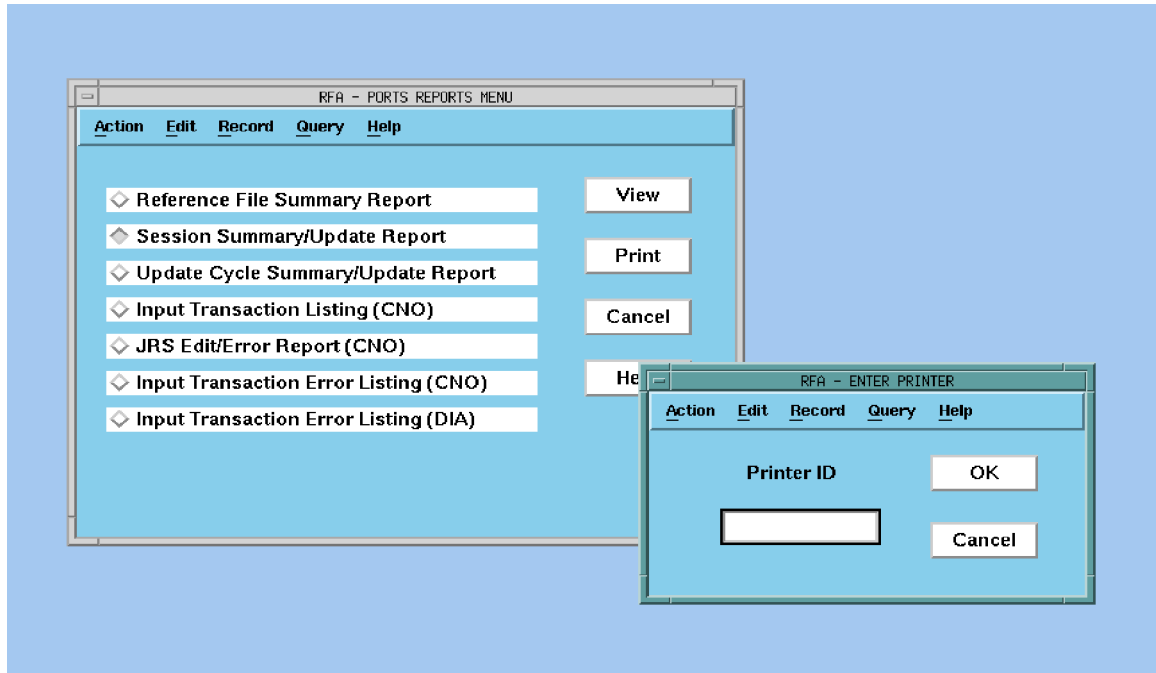 RFA - PORTS REPORTS MENU
Action Edit Record Query Help
Reference File Summary Report
Session Summary/Update Report
Update Cycle Summary/Update Report
Input Transaction Listing (CNO)
JRS Edit/Error Report (CNO)
Input Transaction Error Listing (CNO)
Input Transaction Error Listing (DIA)
View
Print
Cancel
He
RFA - ENTER PRINTER
Action Edit Record Query Help
Printer ID
OK
Cancel